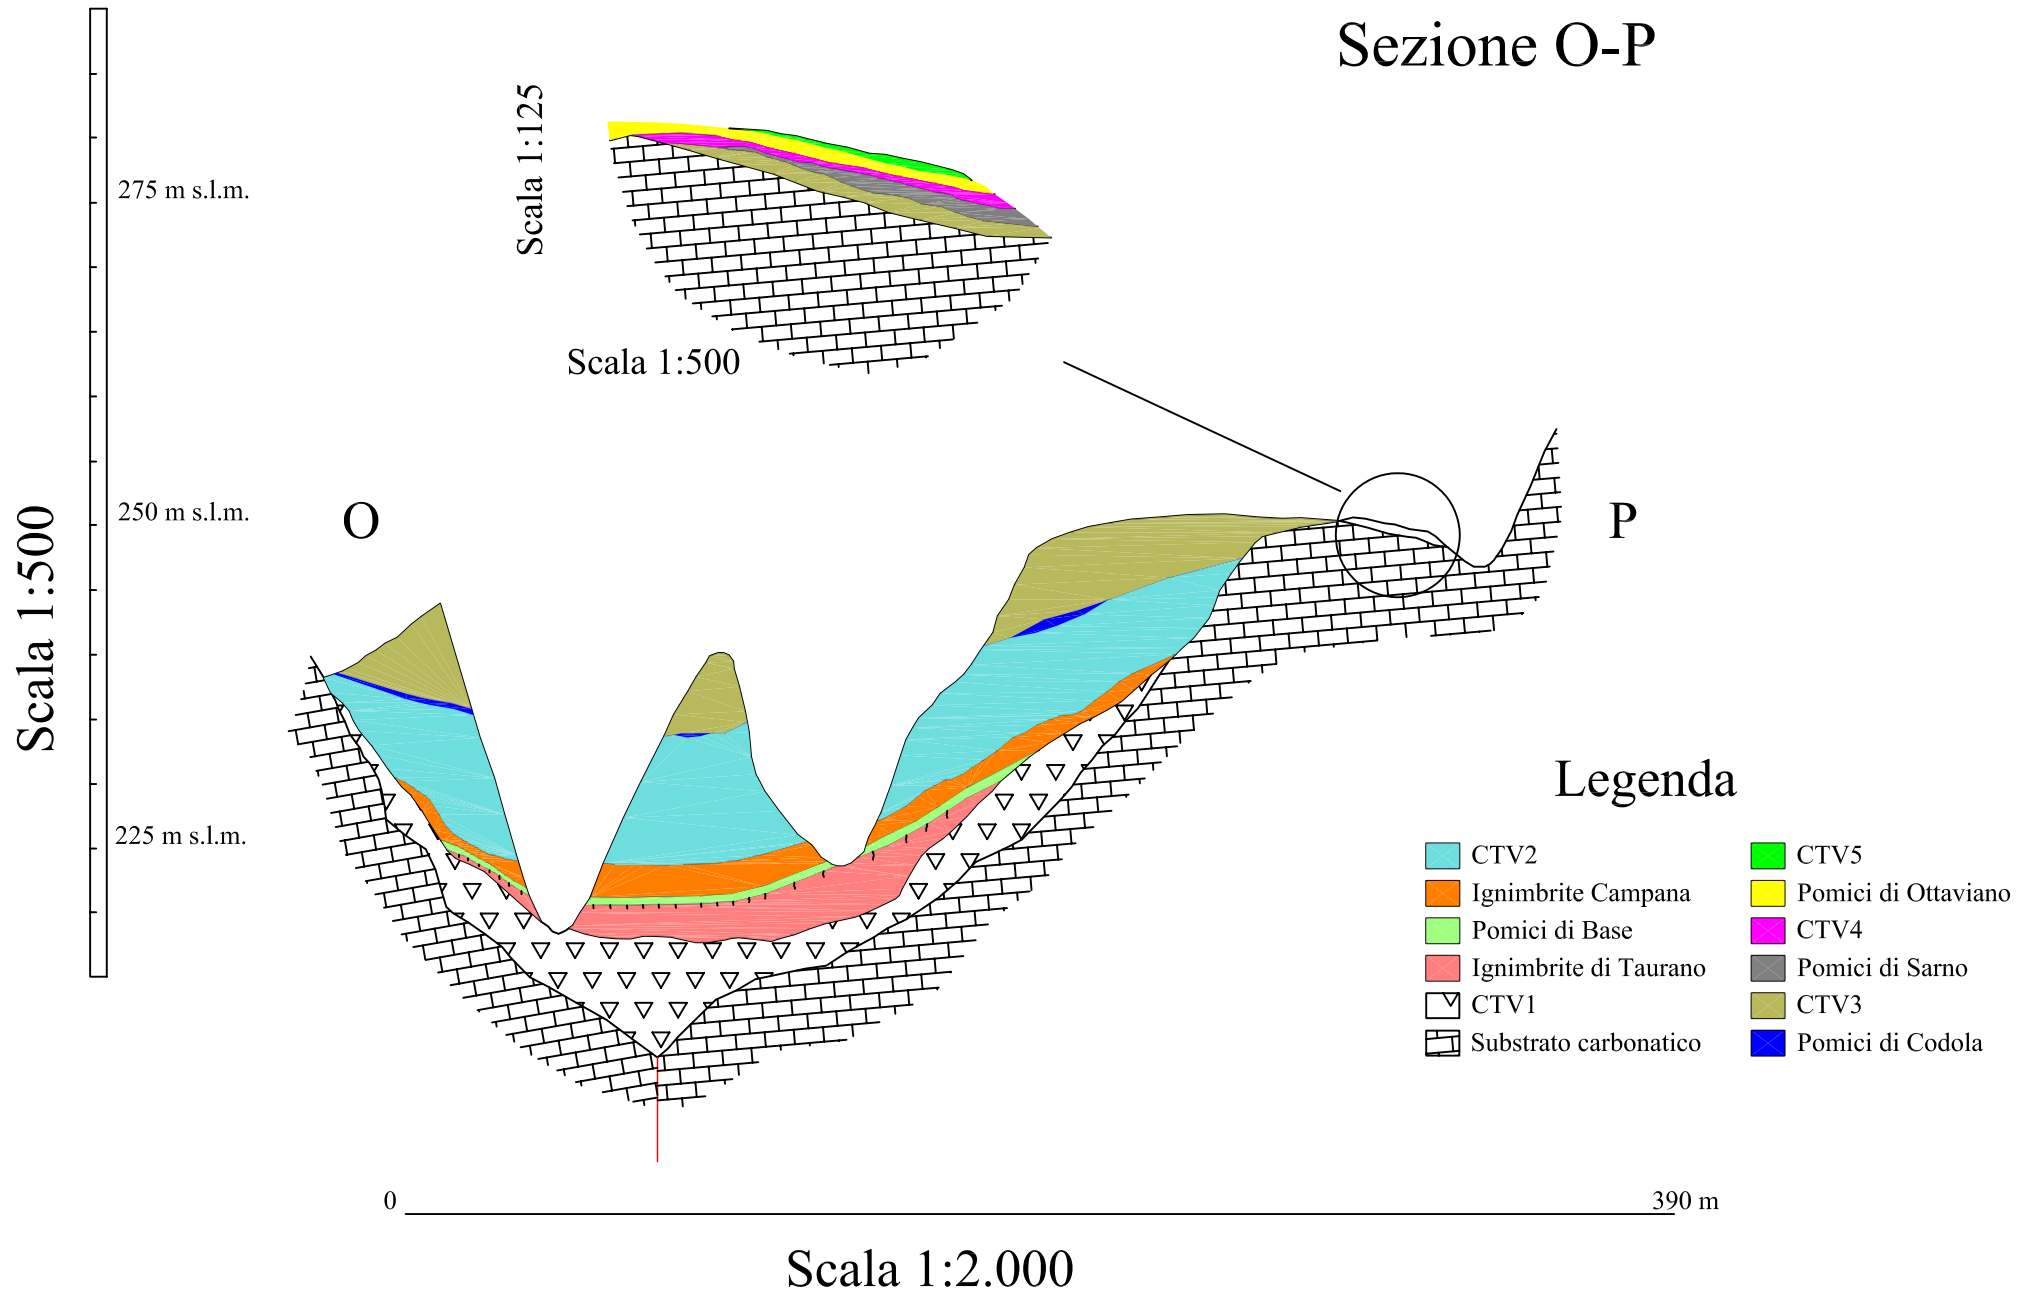 Sezione O-P
Scala 1:125
275 m s.l.m.
Scala 1:500
250 m s.l.m.
O
P
Scala 1:500
225 m s.l.m.
Legenda
CTV2
Ignimbrite Campana
Pomici di Base
Ignimbrite di Taurano
CTV1
Substrato carbonatico
CTV5
Pomici di Ottaviano
CTV4
Pomici di Sarno
CTV3
Pomici di Codola
0
390 m
Scala 1:2.000